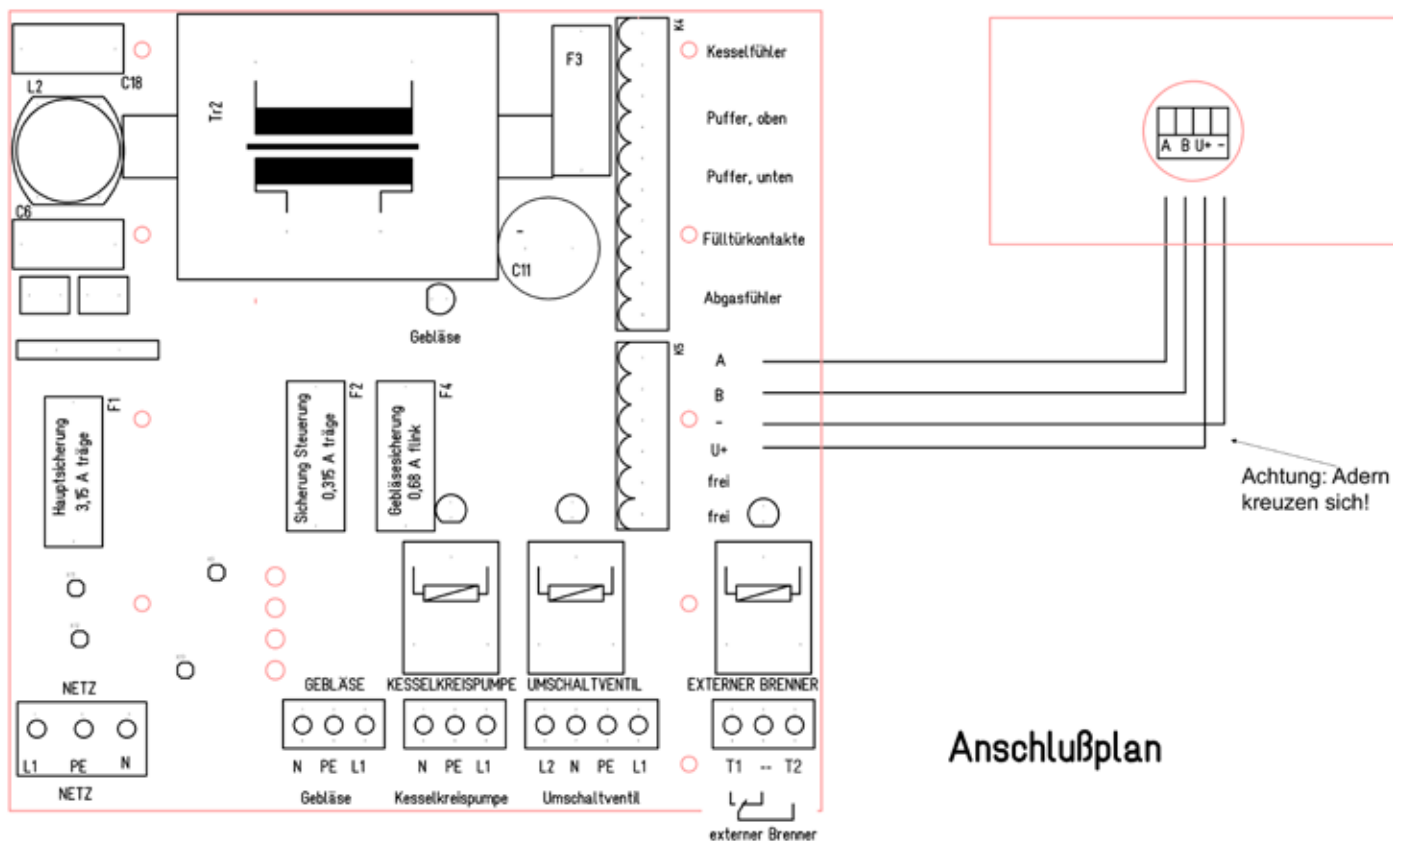 C18
L2
Tr2
F3
K4
Kesselfühler
Puffer, oben
Puffer, unten
Fülltürkontakte
Abgasfühler
C6
-
C11
Gebläse
K5
A
B
-
U+
frei
frei
A B U+ -
Achtung: Adern
kreuzen sich!
F1
Hauptsicherung
3,15 A träge
F2
Sicherung Steuerung
0,315 A träge
F4
Gebläsesicherung
0,68 A flink
NETZ
L1 PE N
NETZ
GEBLÄSE
N PE L1
Gebläse
KESSELKREISPUMPE
N PE L1
Kesselkreispumpe
UMSCHALTVENTIL
L2 N PE L1
Umschaltventil
EXTERNER BRENNER
T1 -- T2
externer Brenner
Anschlußplan